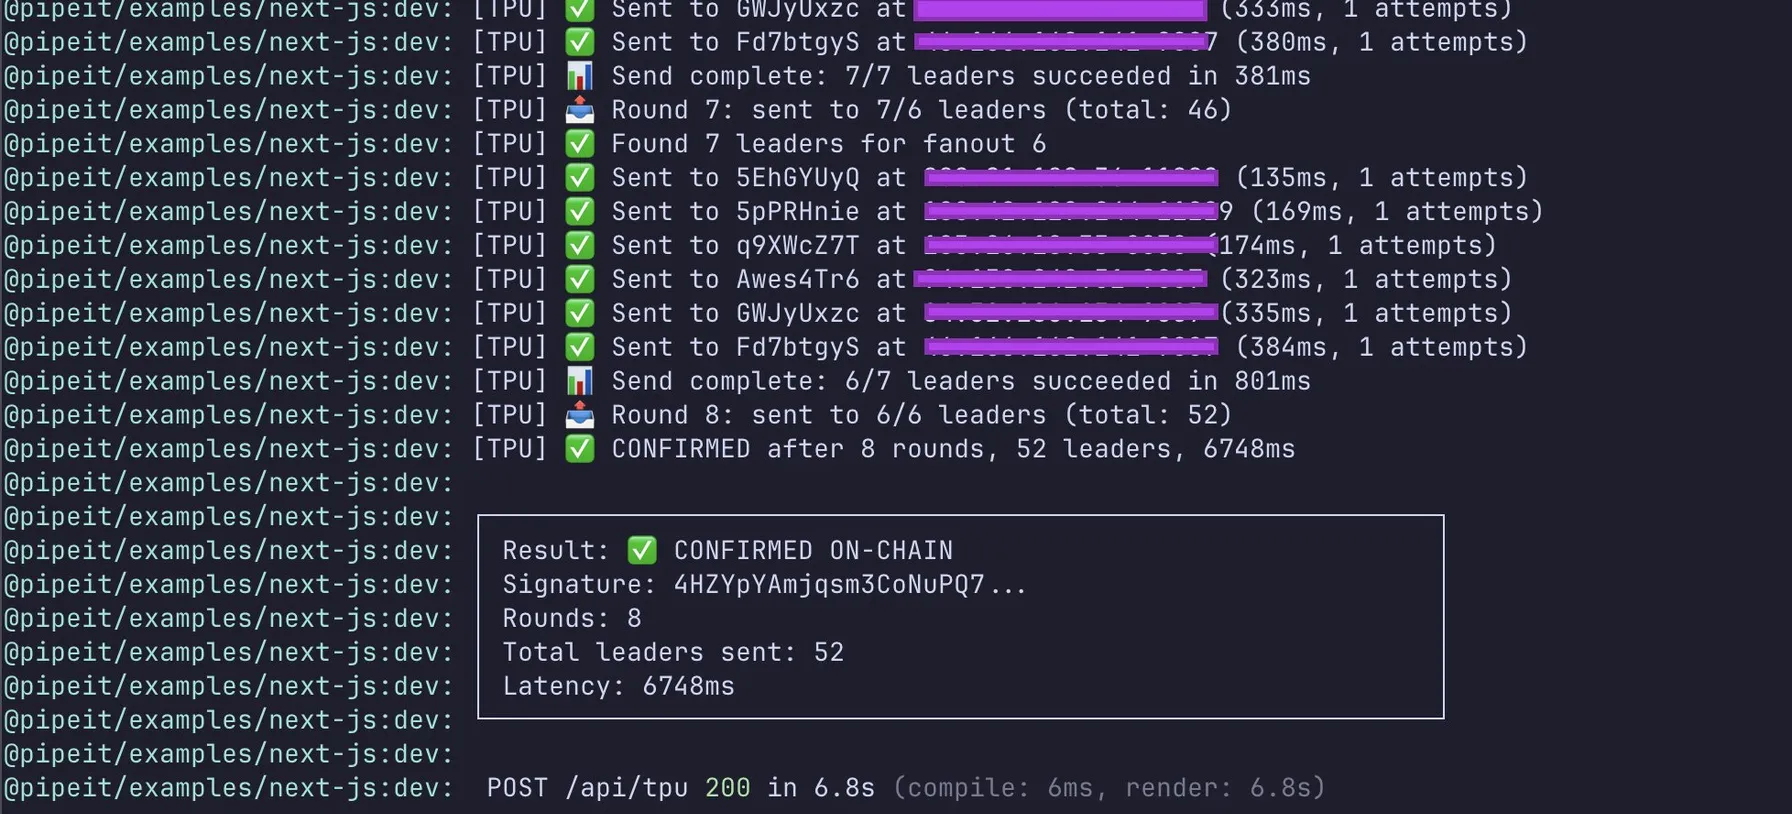 @pipeit/examples/next-js:dev: [TPU] ✅ Sent to GWJyUxzc at (333ms, 1 attempts)
@pipeit/examples/next-js:dev: [TPU] ✅ Sent to Fd7btgyS at 7 (380ms, 1 attempts)
@pipeit/examples/next-js:dev: [TPU] 📊 Send complete: 7/7 leaders succeeded in 381ms
@pipeit/examples/next-js:dev: [TPU] 📤 Round 7: sent to 7/6 leaders (total: 46)
@pipeit/examples/next-js:dev: [TPU] ✅ Found 7 leaders for fanout 6
@pipeit/examples/next-js:dev: [TPU] ✅ Sent to 5EhGYUyQ at (135ms, 1 attempts)
@pipeit/examples/next-js:dev: [TPU] ✅ Sent to 5pPRHnie at 9 (169ms, 1 attempts)
@pipeit/examples/next-js:dev: [TPU] ✅ Sent to q9XWcZ7T at (174ms, 1 attempts)
@pipeit/examples/next-js:dev: [TPU] ✅ Sent to Awes4Tr6 at (323ms, 1 attempts)
@pipeit/examples/next-js:dev: [TPU] ✅ Sent to GWJyUxzc at (335ms, 1 attempts)
@pipeit/examples/next-js:dev: [TPU] ✅ Sent to Fd7btgyS at (384ms, 1 attempts)
@pipeit/examples/next-js:dev: [TPU] 📊 Send complete: 6/7 leaders succeeded in 801ms
@pipeit/examples/next-js:dev: [TPU] 📤 Round 8: sent to 6/6 leaders (total: 52)
@pipeit/examples/next-js:dev: [TPU] ✅ CONFIRMED after 8 rounds, 52 leaders, 6748ms
@pipeit/examples/next-js:dev:
@pipeit/examples/next-js:dev:
@pipeit/examples/next-js:dev: Result: ✅ CONFIRMED ON-CHAIN
@pipeit/examples/next-js:dev: Signature: 4HZYpYAmjqsm3CoNuPQ7...
@pipeit/examples/next-js:dev: Rounds: 8
@pipeit/examples/next-js:dev: Total leaders sent: 52
@pipeit/examples/next-js:dev: Latency: 6748ms
@pipeit/examples/next-js:dev:
@pipeit/examples/next-js:dev:
@pipeit/examples/next-js:dev: POST /api/tpu 200 in 6.8s (compile: 6ms, render: 6.8s)